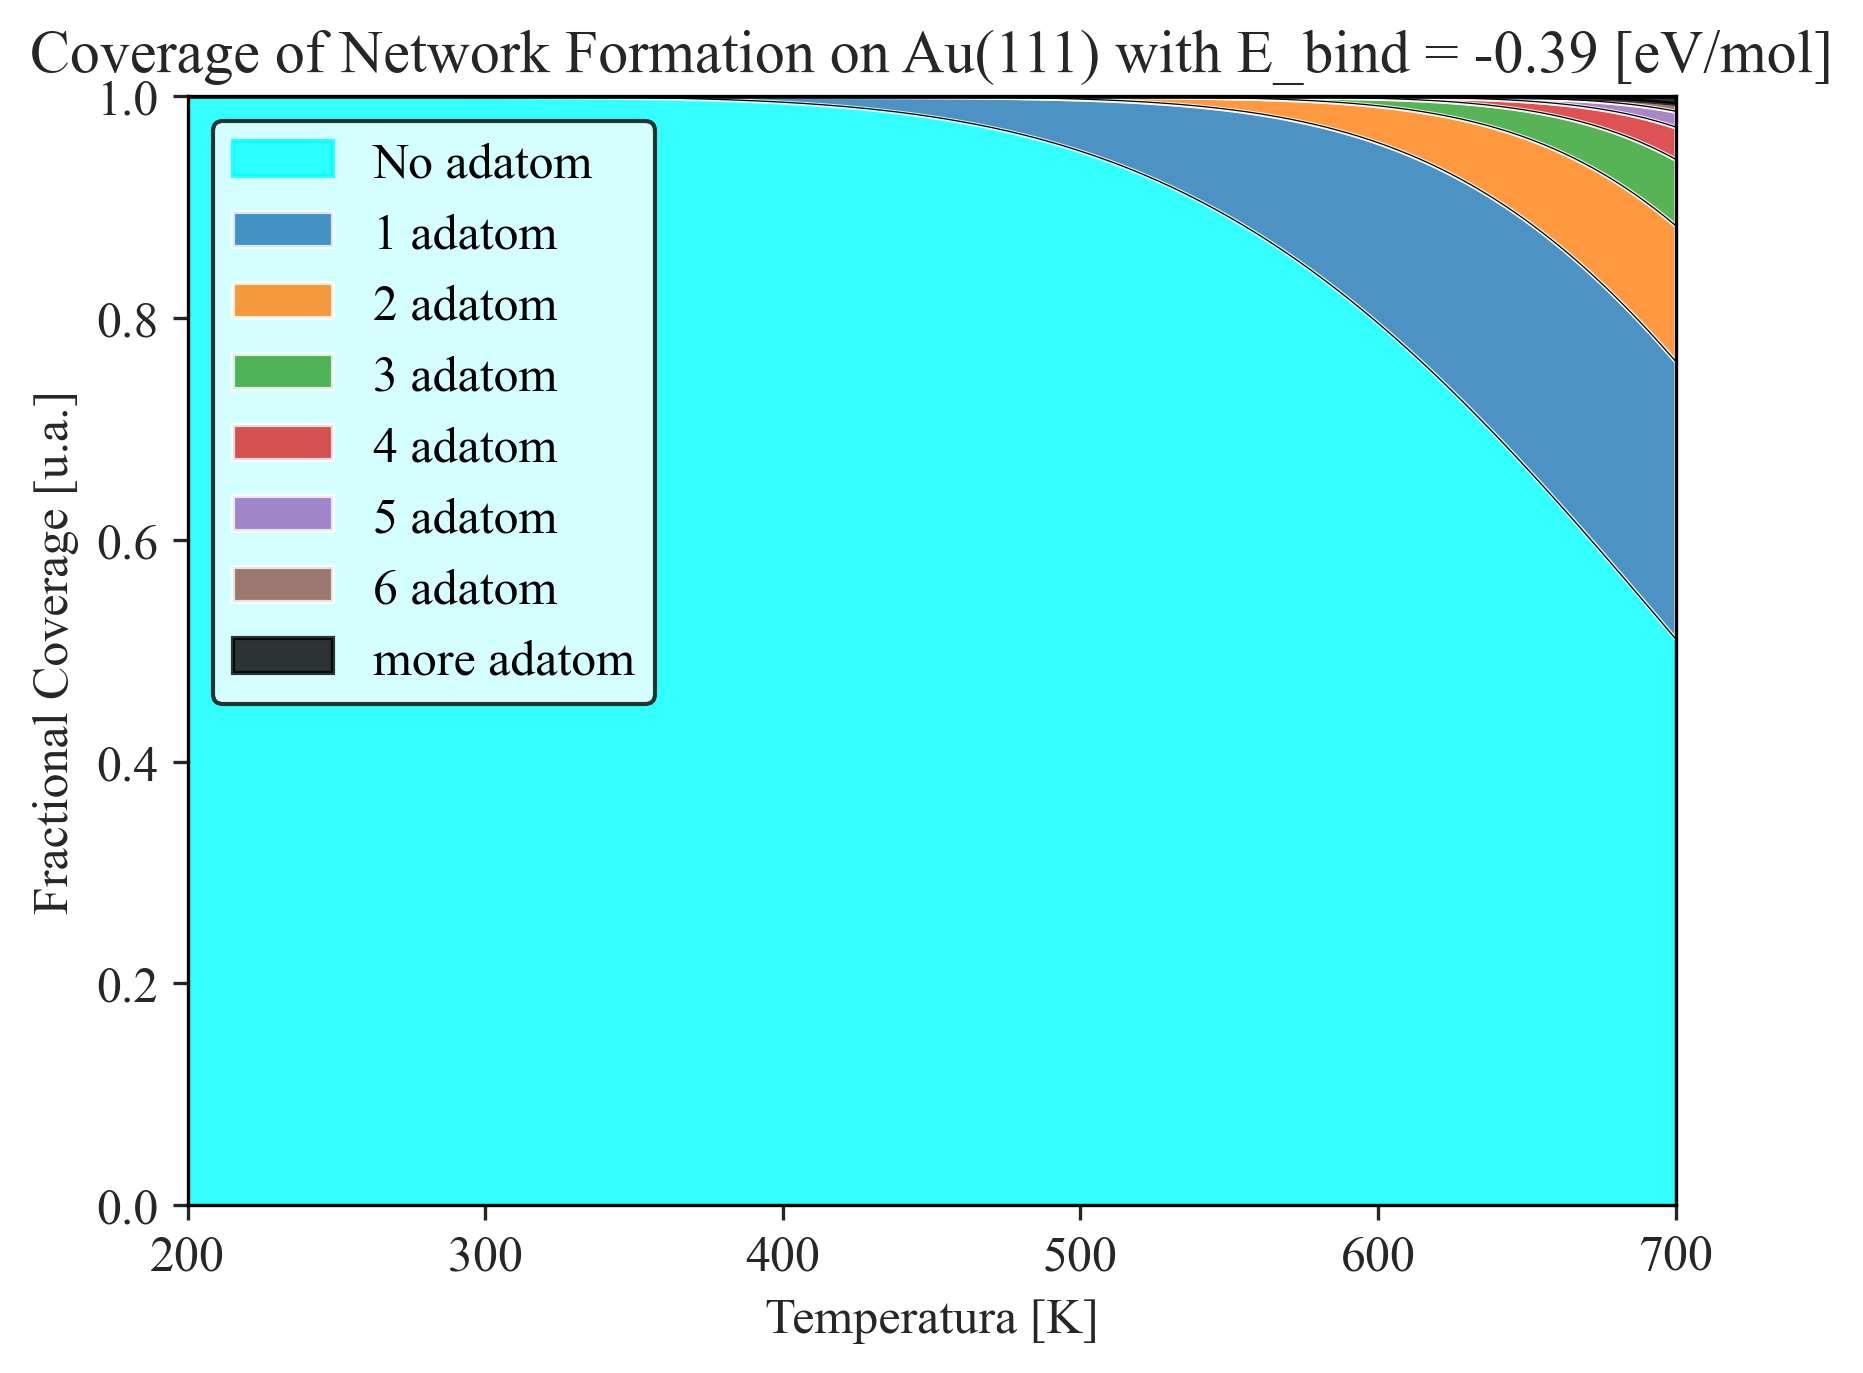 Coverage of Network Formation on Au(111) with E_bind = -0.39 [eV/mol]
1.0
0.8
0.6
0.4
0.2
0.0
Fractional Coverage [u.a.]
No adatom
1 adatom
2 adatom
3 adatom
4 adatom
5 adatom
6 adatom
more adatom
200 300 400 500 600 700
Temperatura [K]